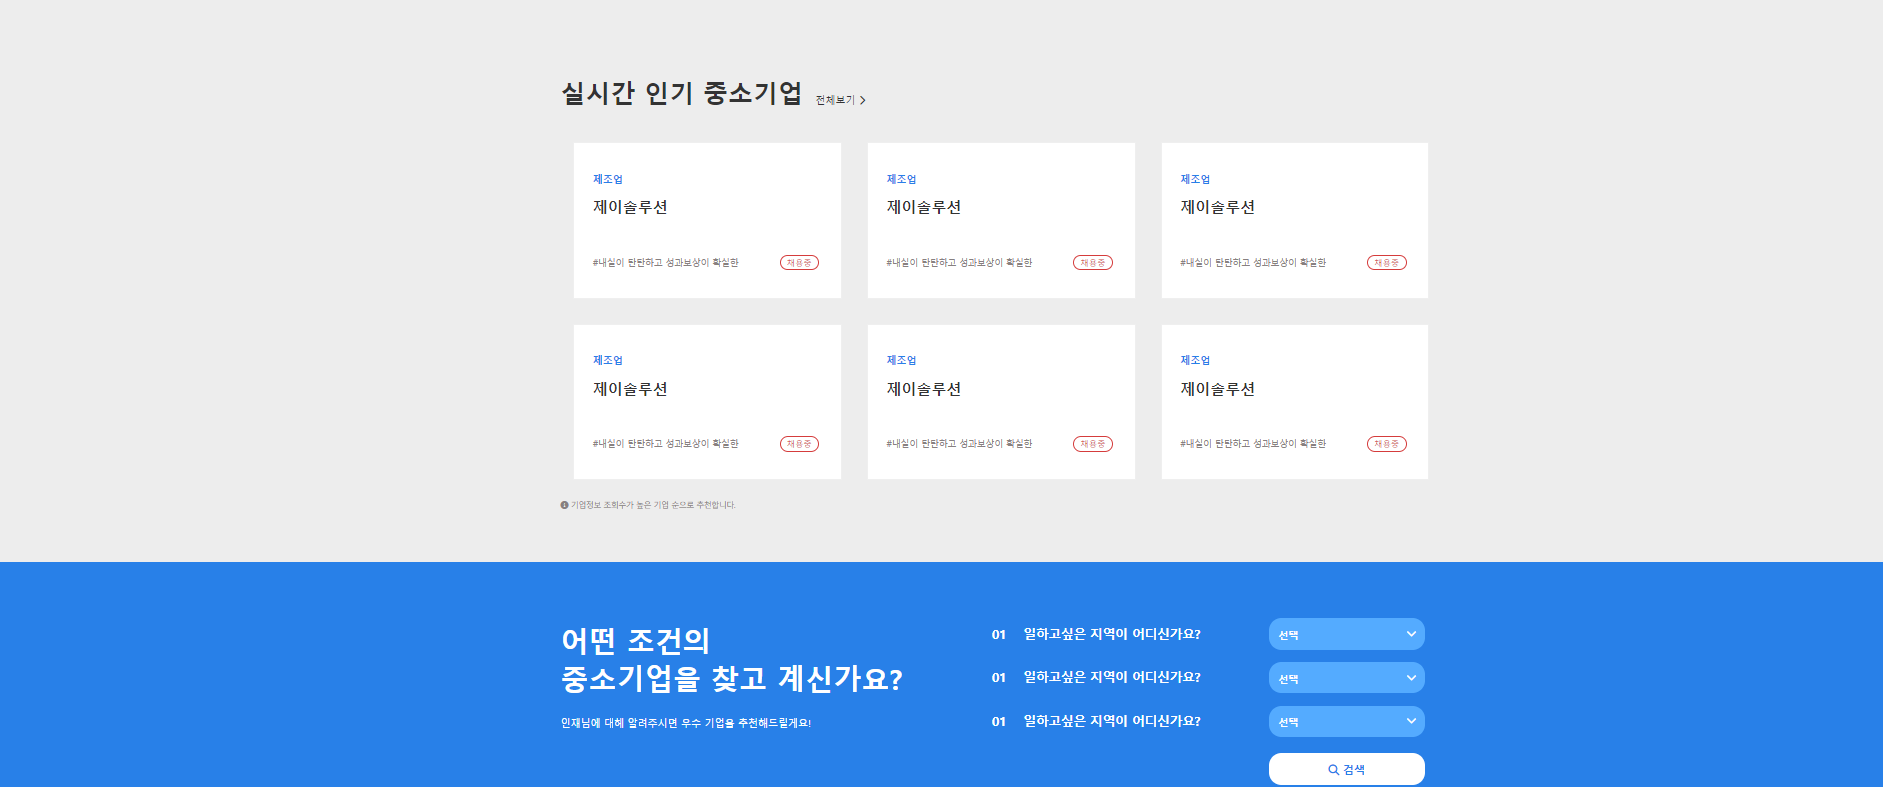 실시간 인기 중소기업 전체보기
제조업 제조업 제조업
제이솔루션 제이솔루션 제이솔루션
#내실이 탄탄하고 성과보상이 확실한 채용중 #내실이 탄탄하고 성과보상이 확실한 채용중 #내실이 탄탄하고 성과보상이 확실한 채용중
제조업 제조업 제조업
제이솔루션 제이솔루션 제이솔루션
#내실이 탄탄하고 성과보상이 확실한 채용중 #내실이 탄탄하고 성과보상이 확실한 채용중 #내실이 탄탄하고 성과보상이 확실한 채용중
기업정보 조회수가 높은 기업 순으로 추천합니다.
어떤 조건의
중소기업을 찾고 계신가요?
인재님에 대해 알려주시면 우수 기업을 추천해드릴게요!
01 일하고싶은 지역이 어디신가요? 선택
01 일하고싶은 지역이 어디신가요? 선택
01 일하고싶은 지역이 어디신가요? 선택
검색